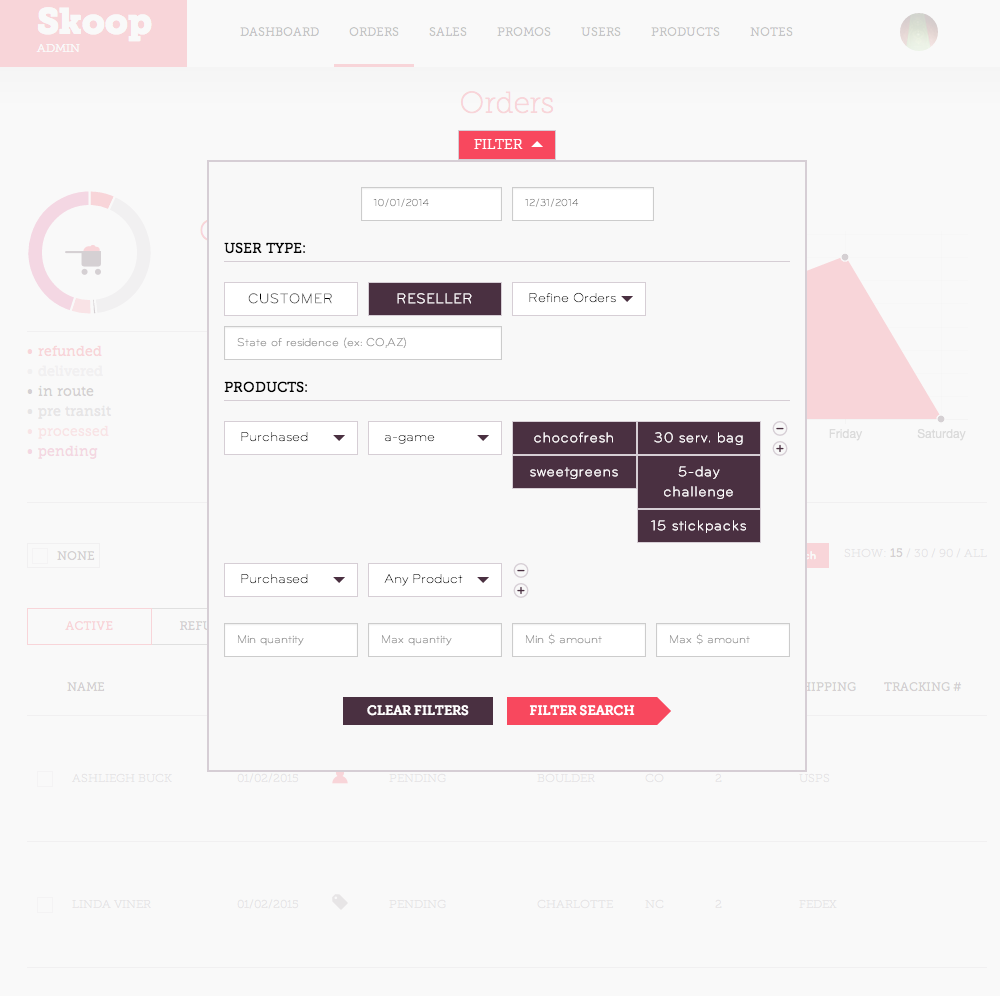 Skoop
ADMIN
DASHBOARD ORDERS SALES PROMOS USERS PRODUCTS NOTES
Orders
FILTER
10/01/2014 12/31/2014
USER TYPE:
CUSTOMER RESELLER Refine Orders
State of residence (ex: CO,AZ)
PRODUCTS:
Purchased a-game chocofresh 30 serv. bag
sweetgreens 5-day
challenge
15 stickpacks
Purchased Any Product
Min quantity Max quantity Min $ amount Max $ amount
CLEAR FILTERS FILTER SEARCH
• refunded
• delivered
• in route
• pre transit
• processed
• pending
Friday Saturday
NONE
SHOW: 15 / 30 / 90 / ALL
ACTIVE
NAME TRACKING #
ASHLIEGH BUCK 01/02/2015 PENDING BOULDER CO 2 USPS
LINDA VINER 01/02/2015 PENDING CHARLOTTE NC 2 FEDEX